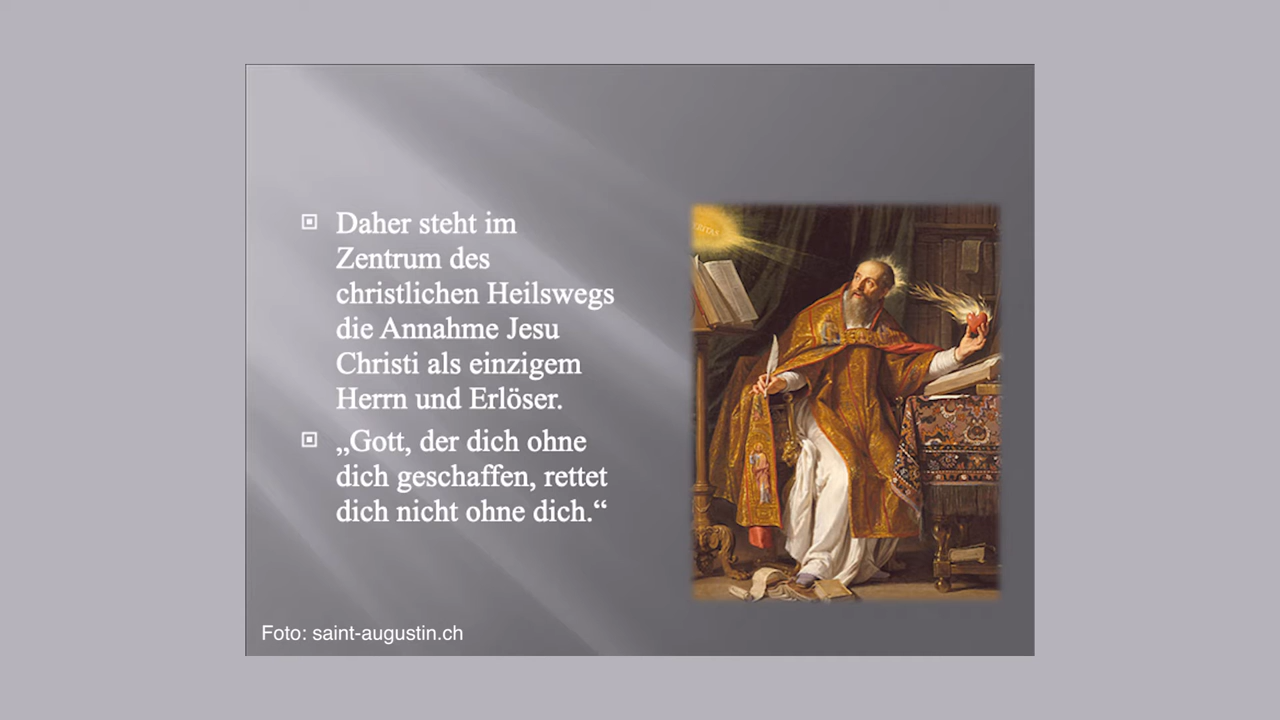 Daher steht im
Zentrum des
christlichen Heilswegs
die Annahme Jesu
Christi als einzigem
Herrn und Erlöser.
„Gott, der dich ohne
dich geschaffen, rettet
dich nicht ohne dich.“
Foto: saint-augustin.ch